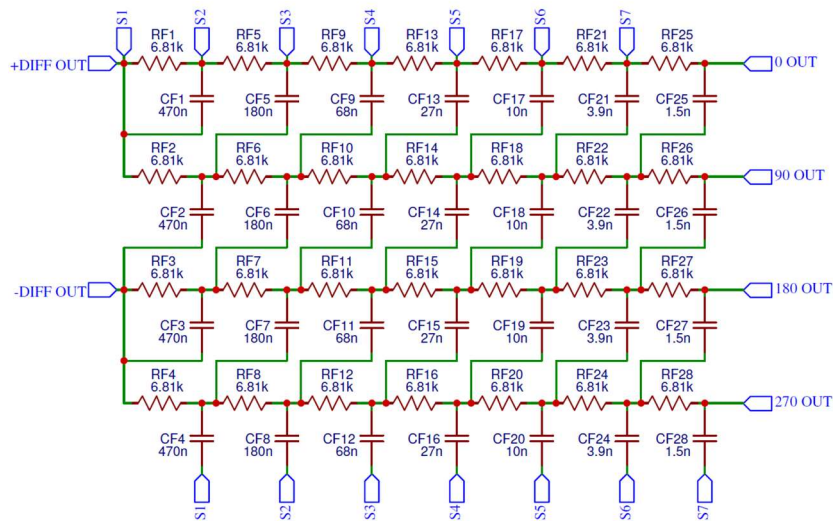 S1 S2 S3 S4 S5 S6 S7
RF1 RF5 RF9 RF13 RF17 RF21 RF25
6.81k 6.81k 6.81k 6.81k 6.81k 6.81k 6.81k
+DIFF OUT 0 OUT
CF1 CF5 CF9 CF13 CF17 CF21 CF25
470n 180n 68n 27n 10n 3.9n 1.5n
RF2 RF6 RF10 RF14 RF18 RF22 RF26
6.81k 6.81k 6.81k 6.81k 6.81k 6.81k 6.81k
90 OUT
CF2 CF6 CF10 CF14 CF18 CF22 CF26
470n 180n 68n 27n 10n 3.9n 1.5n
RF3 RF7 RF11 RF15 RF19 RF23 RF27
6.81k 6.81k 6.81k 6.81k 6.81k 6.81k 6.81k
-DIFF OUT 180 OUT
CF3 CF7 CF11 CF15 CF19 CF23 CF27
470n 180n 68n 27n 10n 3.9n 1.5n
RF4 RF8 RF12 RF16 RF20 RF24 RF28
6.81k 6.81k 6.81k 6.81k 6.81k 6.81k 6.81k
270 OUT
CF4 CF8 CF12 CF16 CF20 CF24 CF28
470n 180n 68n 27n 10n 3.9n 1.5n
S1 S2 S3 S4 S5 S6 S7